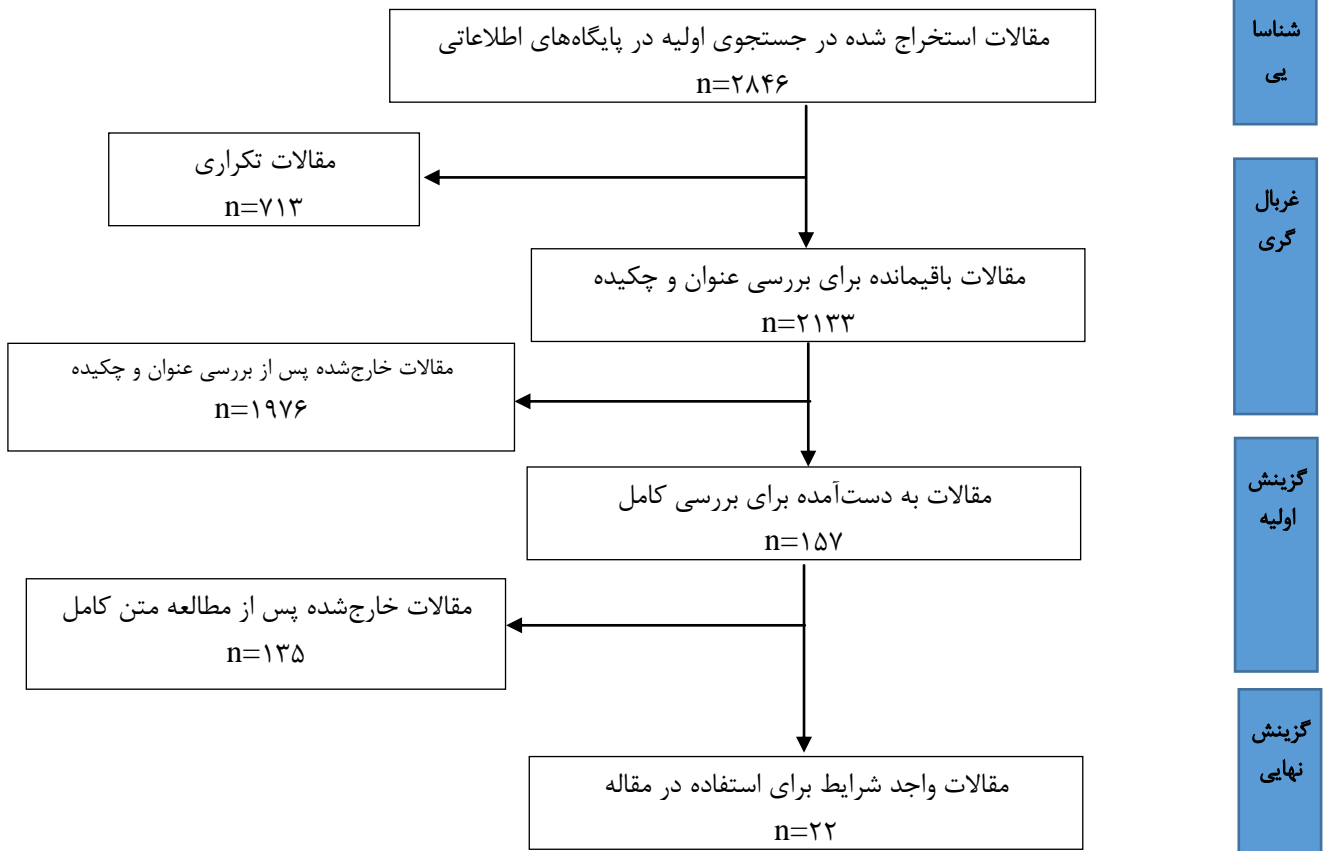 مقالات استخراج شده در جستجوی اولیه در پایگاه‌های اطلاعاتی
n=۲۸۴۶
شناسا
یی
مقالات تکراری
n=۷۱۳
غربال
گری
مقالات باقیمانده برای بررسی عنوان و چکیده
n=۲۱۳۳
مقالات خارج‌شده پس از بررسی عنوان و چکیده
n=۱۹۷۶
گزینش
اولیه
مقالات به دست‌آمده برای بررسی کامل
n=۱۵۷
مقالات خارج‌شده پس از مطالعه متن کامل
n=۱۳۵
گزینش
نهایی
مقالات واجد شرایط برای استفاده در مقاله
n=۲۲